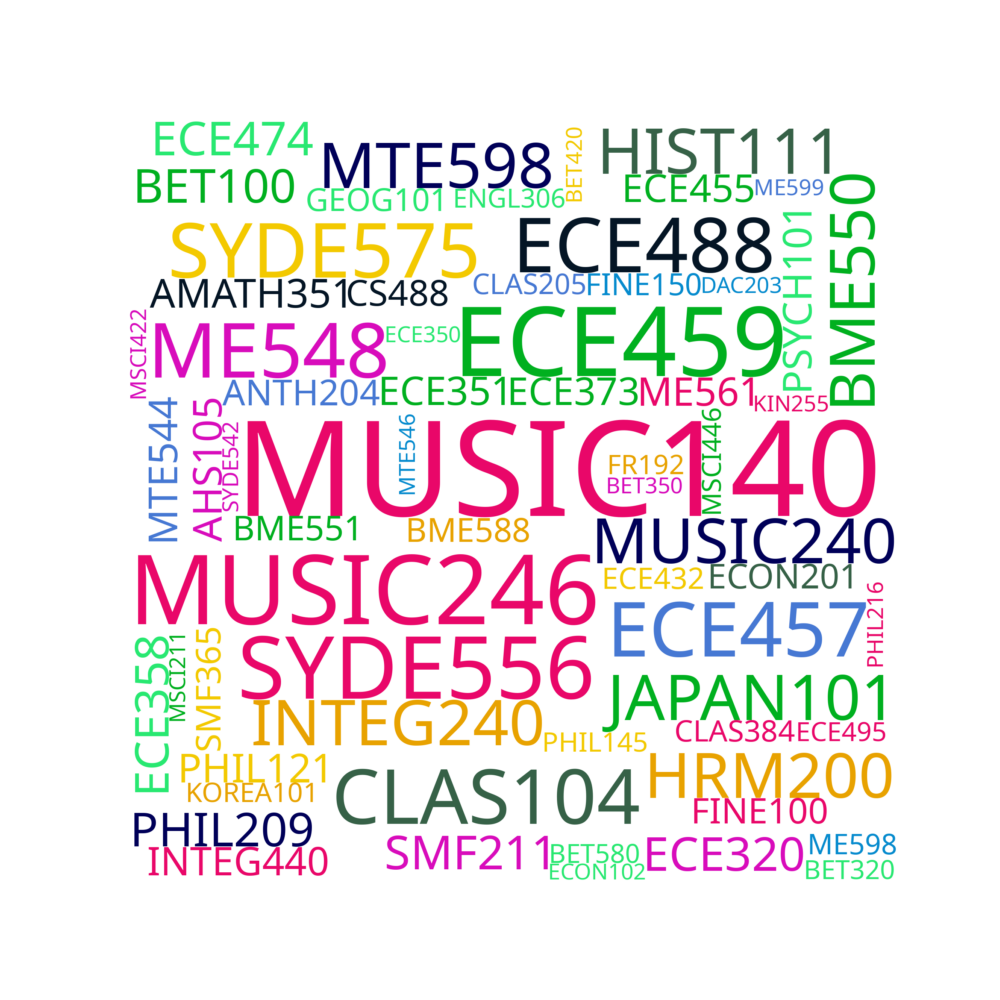 ECE474
MTE598
BET420
HIST111
BET100
GEOG101
ENGL306
ECE455
ME599
BME550
SYDE575
ECE488
PSYCH101
AMATH351
CS488
CLAS205
FINE150
DAC203
MSCI422
ME548
ECE350
ECE459
ANTH204
ECE351
ECE373
ME561
KIN255
MTE544
AHS105
SYDE542
MUSIC140
MTE546
FR192
BET350
MSCI446
BME551
BME588
MUSIC240
MUSIC246
ECE432
ECON201
PHIL216
ECE457
ECE358
MSCI211
SMF365
SYDE556
JAPAN101
INTEG240
CLAS384
ECE495
PHIL145
PHIL121
HRM200
KOREA101
CLAS104
FINE100
PHIL209
INTEG440
SMF211
BET580
ECON102
ECE320
ME598
BET320